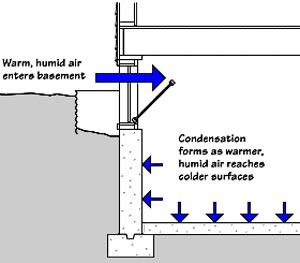 Warm, humid air
enters basement
Condensation
forms as warmer,
humid air reaches
colder surfaces